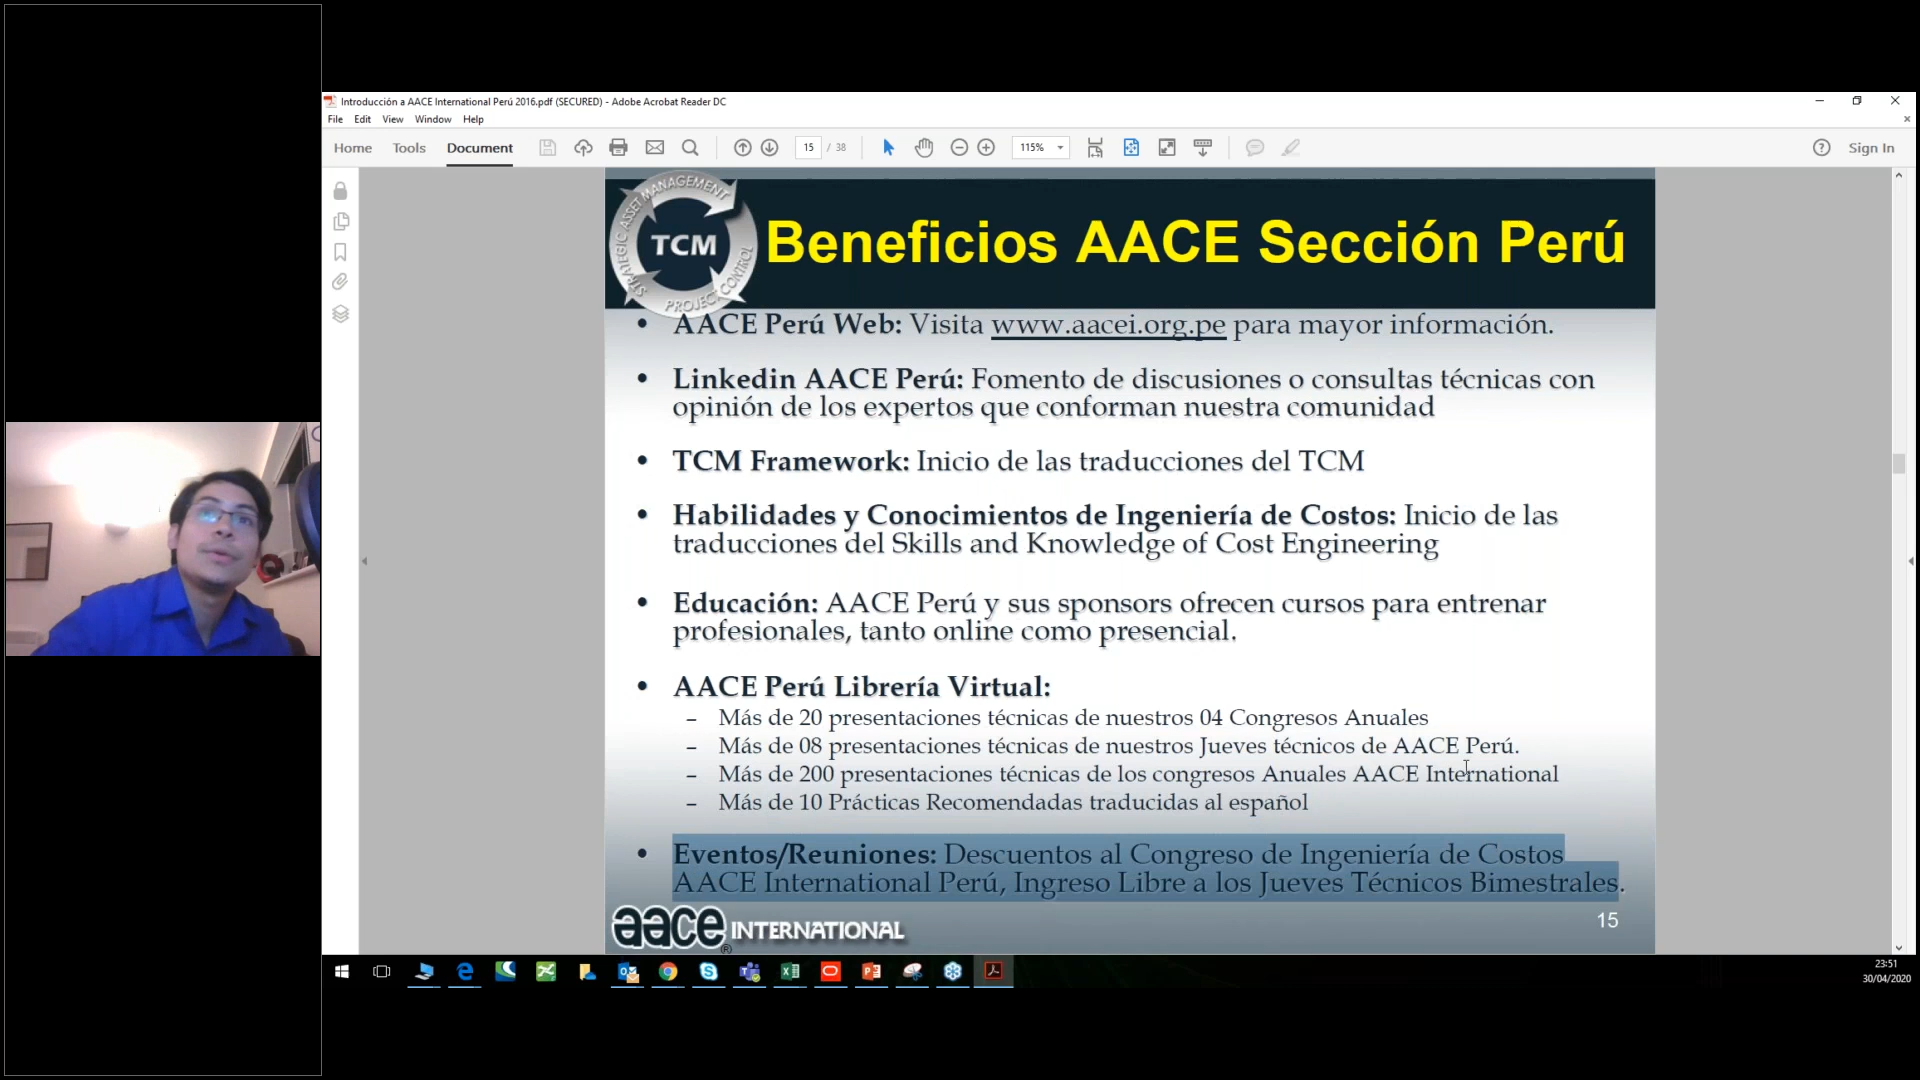 Introducción a AACE International Perú 2016.pdf (SECURED) - Adobe Acrobat Reader DC
File Edit View Window Help
Home Tools Document 15 / 38 115% Sign In
STRATEGIC ASSET MANAGEMENT
TCM
PROJECT CONTROL
Beneficios AACE Sección Perú
• AACE Perú Web: Visita www.aacei.org.pe para mayor información.
• Linkedin AACE Perú: Fomento de discusiones o consultas técnicas con
opinión de los expertos que conforman nuestra comunidad
• TCM Framework: Inicio de las traducciones del TCM
• Habilidades y Conocimientos de Ingeniería de Costos: Inicio de las
traducciones del Skills and Knowledge of Cost Engineering
• Educación: AACE Perú y sus sponsors ofrecen cursos para entrenar
profesionales, tanto online como presencial.
• AACE Perú Librería Virtual:
– Más de 20 presentaciones técnicas de nuestros 04 Congresos Anuales
– Más de 08 presentaciones técnicas de nuestros Jueves técnicos de AACE Perú.
– Más de 200 presentaciones técnicas de los congresos Anuales AACE International
– Más de 10 Prácticas Recomendadas traducidas al español
• Eventos/Reuniones: Descuentos al Congreso de Ingeniería de Costos
AACE International Perú, Ingreso Libre a los Jueves Técnicos Bimestrales.
aace® INTERNATIONAL
15
23:51
30/04/2020